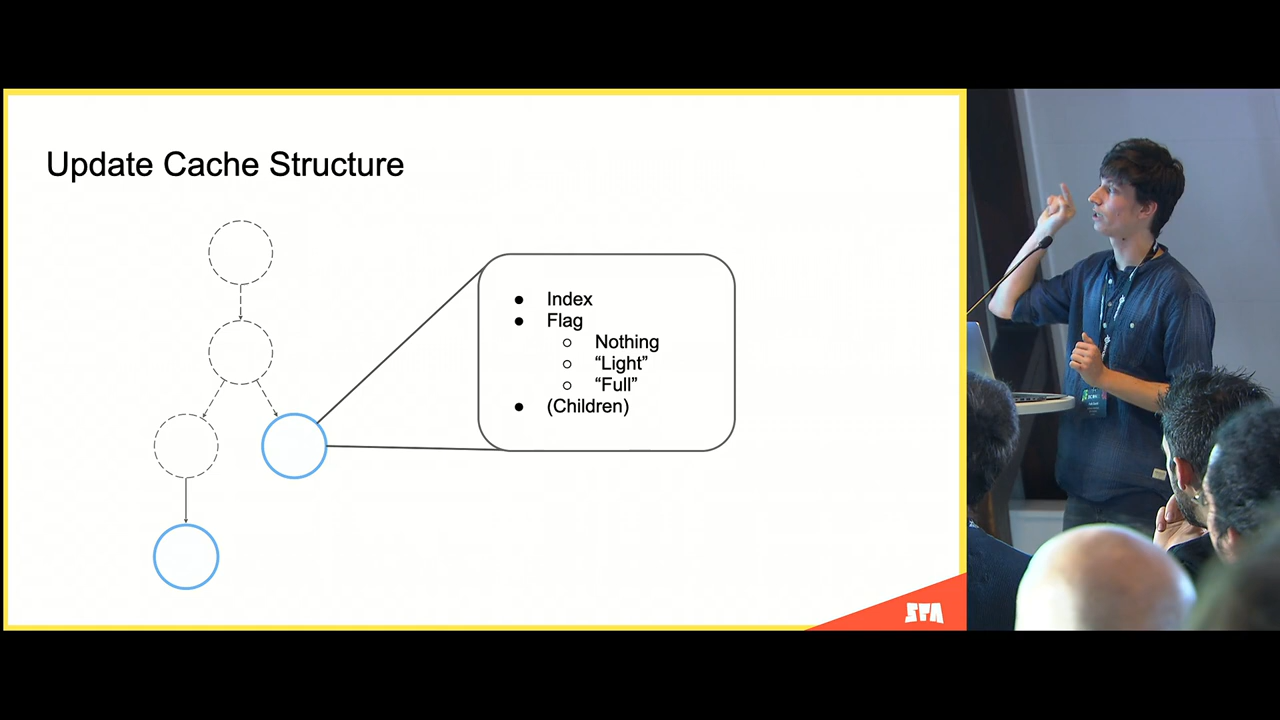 Update Cache Structure
● Index
● Flag
○ Nothing
○ “Light”
○ “Full”
● (Children)
SFA